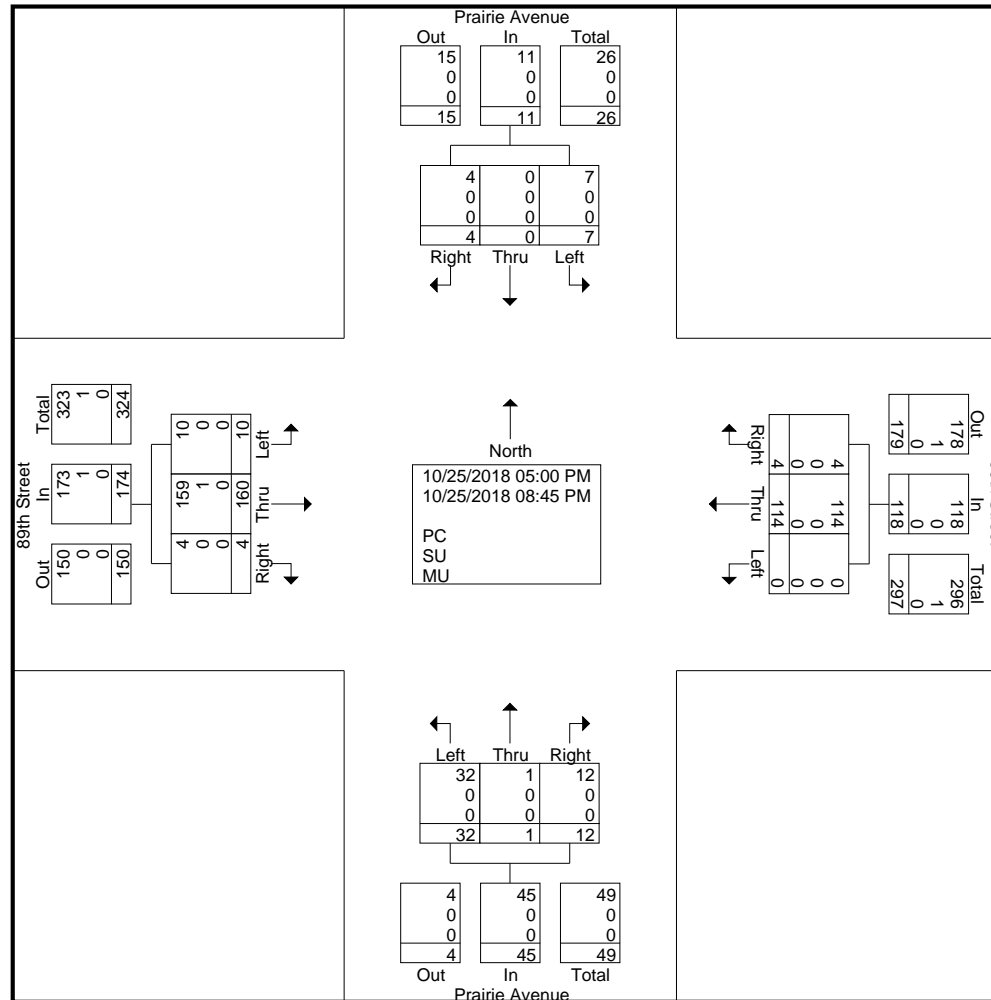 Prairie Avenue
Out In Total
15 11 26
0 0 0
0 0 0
15 11 26
4 0 7
0 0 0
0 0 0
4 0 7
Right Thru Left
89th Street
Total
323 1 0 324
In
173 1 0 174
Out
150 0 0 150
Left
10 0 0 10
Thru
159 1 0 160
Right
4 0 0 4
North
10/25/2018 05:00 PM
10/25/2018 08:45 PM
PC
SU
MU
Right
4 0 0 4
Thru
114 0 0 114
Left
0 0 0 0
Out
178 1 0 179
In
118 0 0 118
Total
296 1 0 297
Left Thru Right
32 1 12
0 0 0
0 0 0
32 1 12
4 45 49
0 0 0
0 0 0
4 45 49
Out In Total
Prairie Avenue